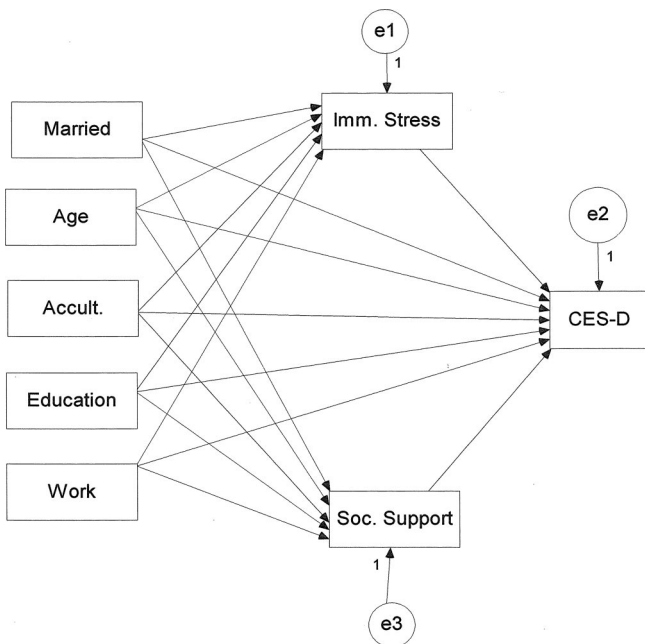 e1
1
Imm. Stress
Married
Age
e2
1
Accult.
CES-D
Education
Work
Soc. Support
1
e3